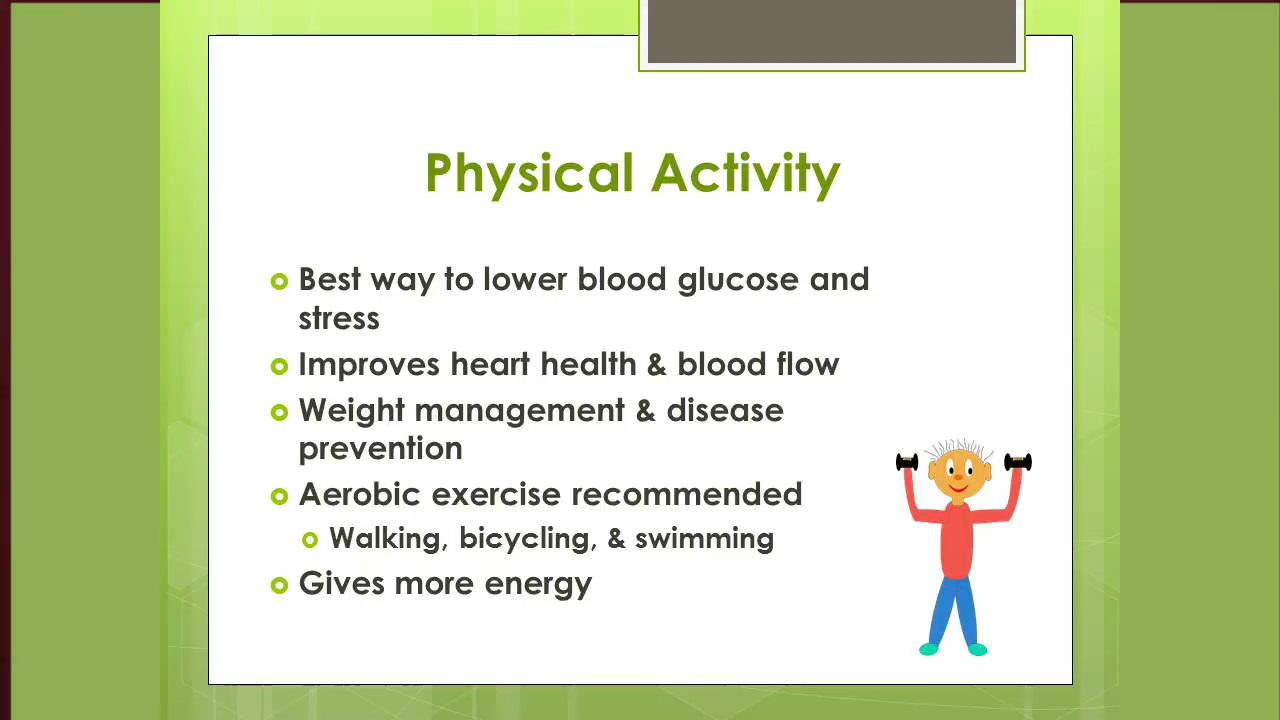 Physical Activity
Best way to lower blood glucose and
stress
Improves heart health & blood flow
Weight management & disease
prevention
Aerobic exercise recommended
Walking, bicycling, & swimming
Gives more energy